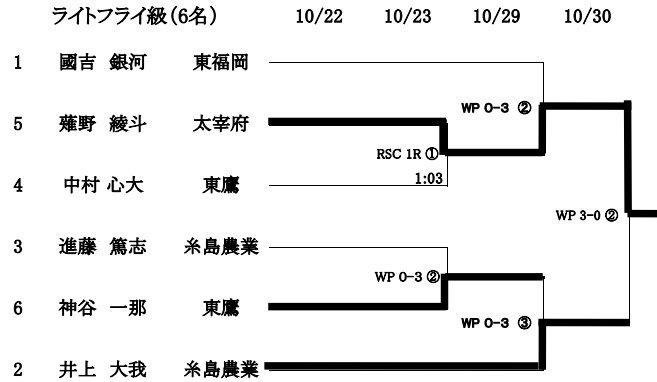 ライトフライ級(6名) 10/22 10/23 10/29 10/30
1 國吉 銀河 東福岡
WP 0-3 ②
5 薙野 綾斗 太宰府
RSC 1R ①
4 中村 心大 東鷹 1:03
WP 3-0 ②
3 進藤 篤志 糸島農業
WP 0-3 ②
6 神谷 一那 東鷹
WP 0-3 ③
2 井上 大我 糸島農業